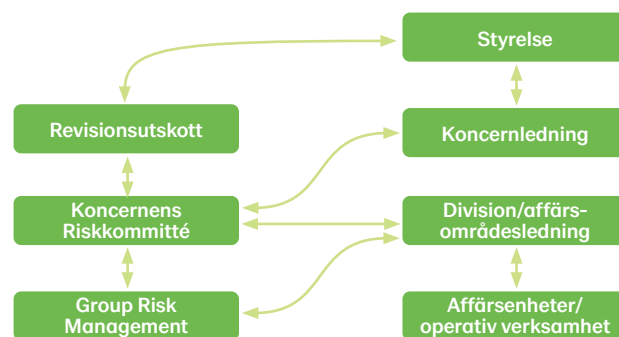 Styrelse
Revisionsutskott
Koncernledning
Koncernens
Riskkommitté
Division/affärs-
områdesledning
Group Risk
Management
Affärsenheter/
operativ verksamhet